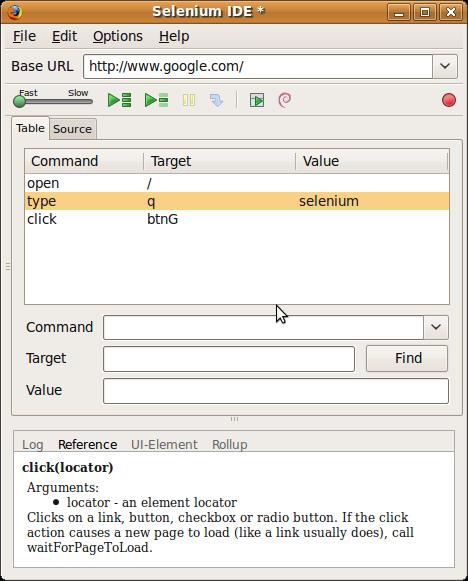 Selenium IDE *
File Edit Options Help
Base URL http://www.google.com/
Fast Slow
Table Source
Command Target Value
open /
type q selenium
click btnG
Command
Target Find
Value
Log Reference UI-Element Rollup
click(locator)
Arguments:
• locator - an element locator
Clicks on a link, button, checkbox or radio button. If the click
action causes a new page to load (like a link usually does), call
waitForPageToLoad.